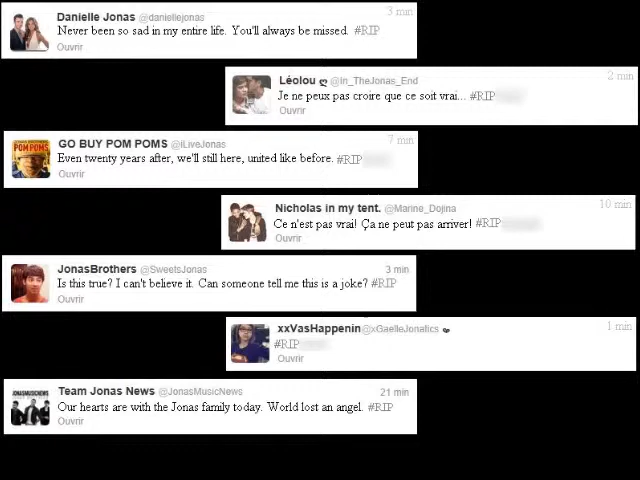 Danielle Jonas @daniellejonas 3 min
Never been so sad in my entire life. You'll always be missed. #RIP
Ouvrir
Léolou ღ @In_TheJonas_End 2 min
Je ne peux pas croire que ce soit vrai... #RIP
Ouvrir
GO BUY POM POMS @iLiveJonas 7 min
Even twenty years after, we'll still here, united like before. #RIP
Ouvrir
POM POMS
Nicholas in my tent. @Marine_Dojina 10 min
Ce n'est pas vrai! Ça ne peut pas arriver! #RIP
Ouvrir
JonasBrothers @SweetsJonas 3 min
Is this true? I can't believe it. Can someone tell me this is a joke? #RIP
Ouvrir
xxVasHappenin @xGaelleJonatics 1 min
#RIP
Ouvrir
Team Jonas News @JonasMusicNews 21 min
Our hearts are with the Jonas family today. World lost an angel. #RIP
Ouvrir
JONASMUSICNEWS